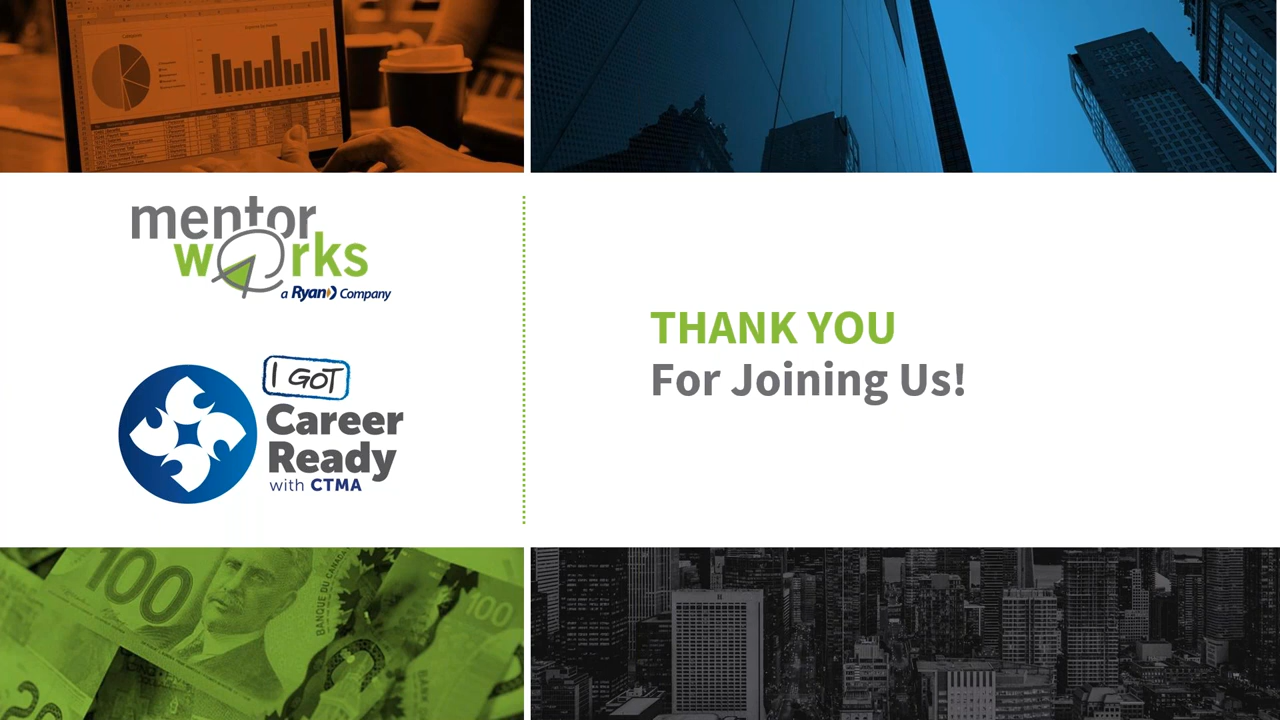 mentor
works
a Ryan Company
I GOT
Career
Ready
with CTMA
THANK YOU
For Joining Us!
100
BANQUE DU CANADA
100